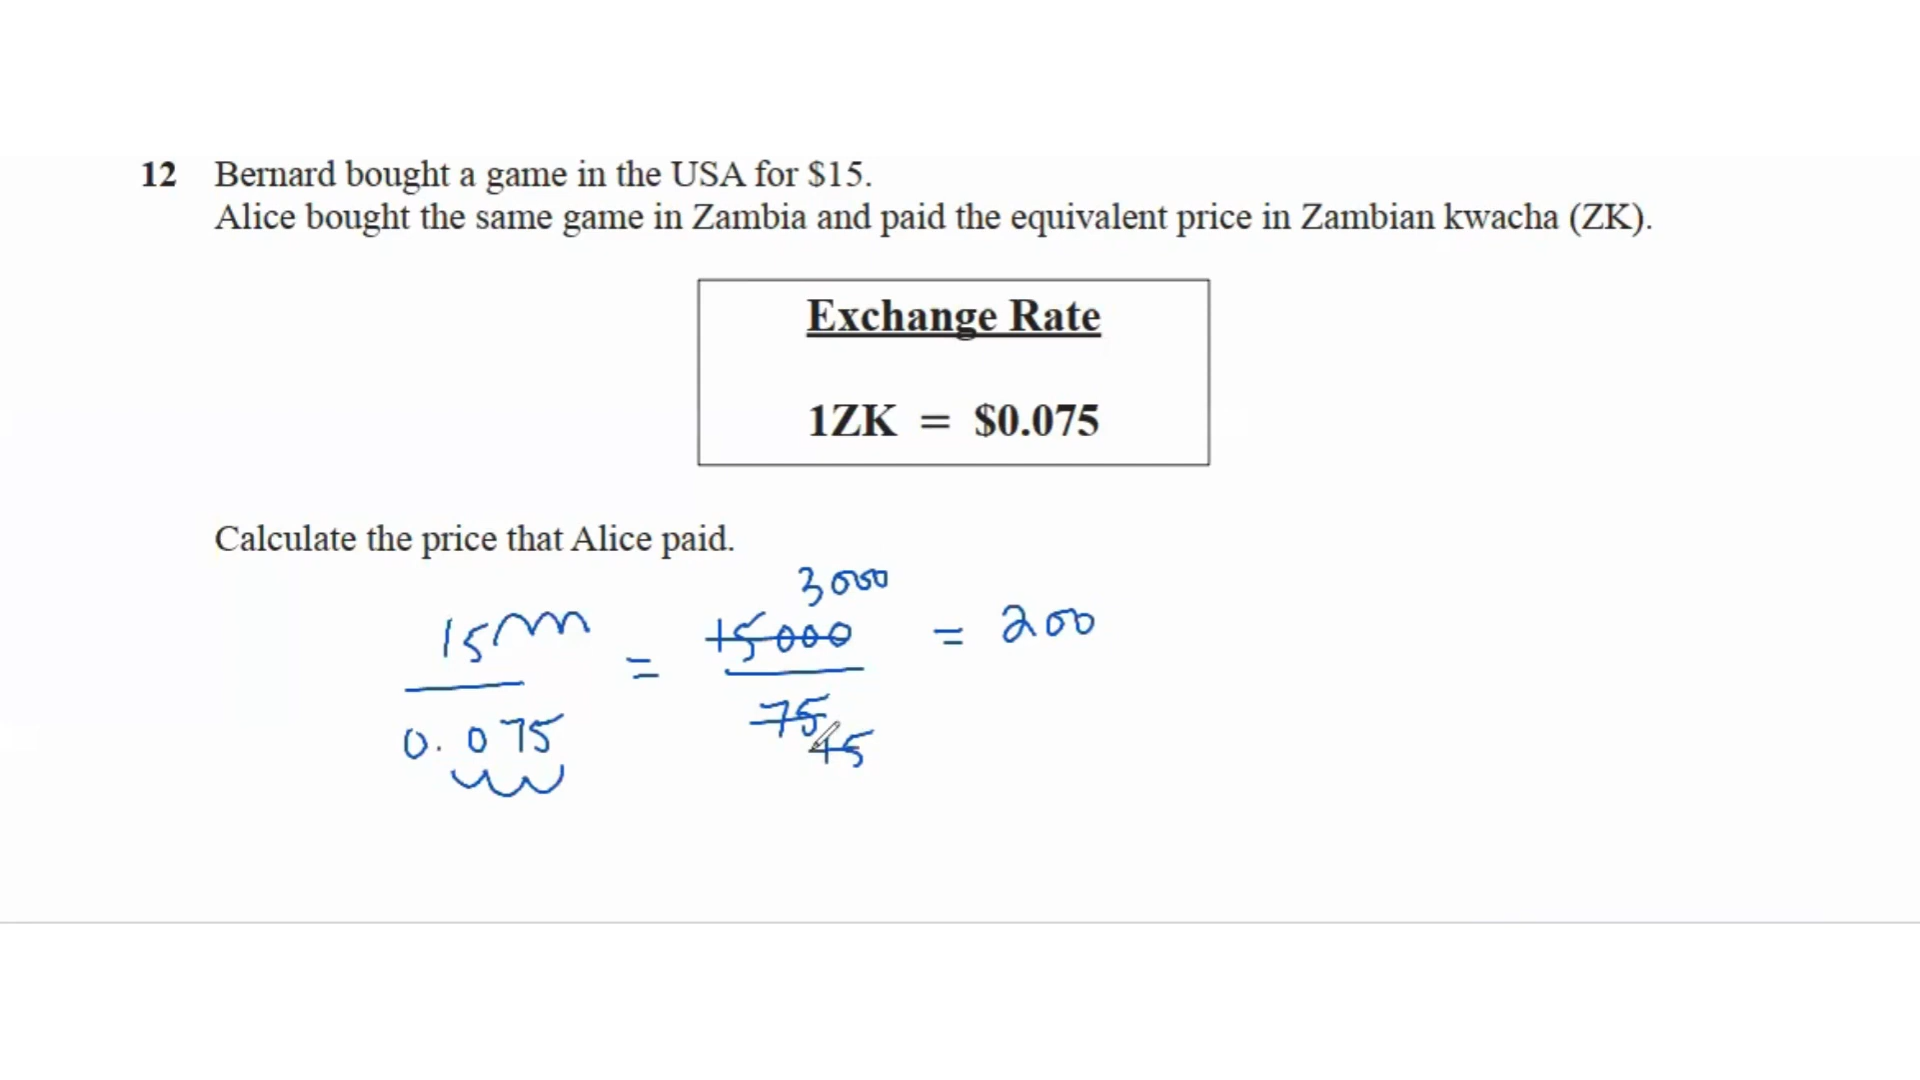 12 Bernard bought a game in the USA for $15.
Alice bought the same game in Zambia and paid the equivalent price in Zambian kwacha (ZK).
Exchange Rate
1ZK = $0.075
Calculate the price that Alice paid.
3000
15 = 15000 = 200
0.075 75
15